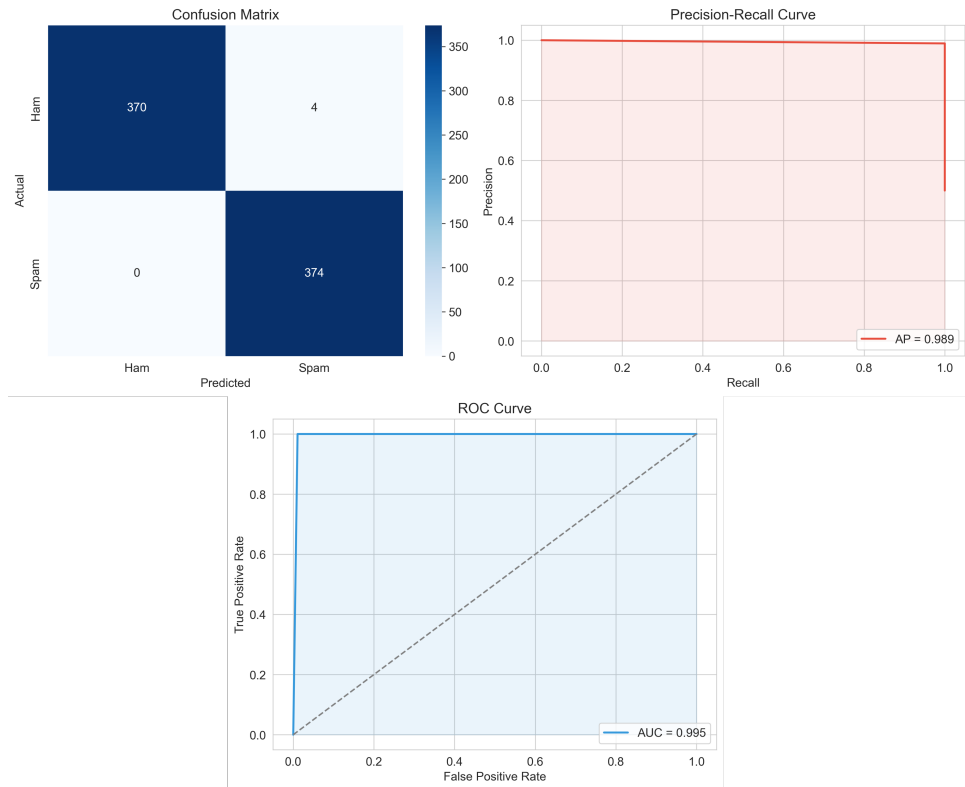 Confusion Matrix
Actual
Ham
Spam
370
4
0
374
Ham
Spam
Predicted
350
300
250
200
150
100
50
0
Precision-Recall Curve
Precision
1.0
0.8
0.6
0.4
0.2
0.0
AP = 0.989
0.0 0.2 0.4 0.6 0.8 1.0
Recall
ROC Curve
True Positive Rate
1.0
0.8
0.6
0.4
0.2
0.0
AUC = 0.995
0.0 0.2 0.4 0.6 0.8 1.0
False Positive Rate